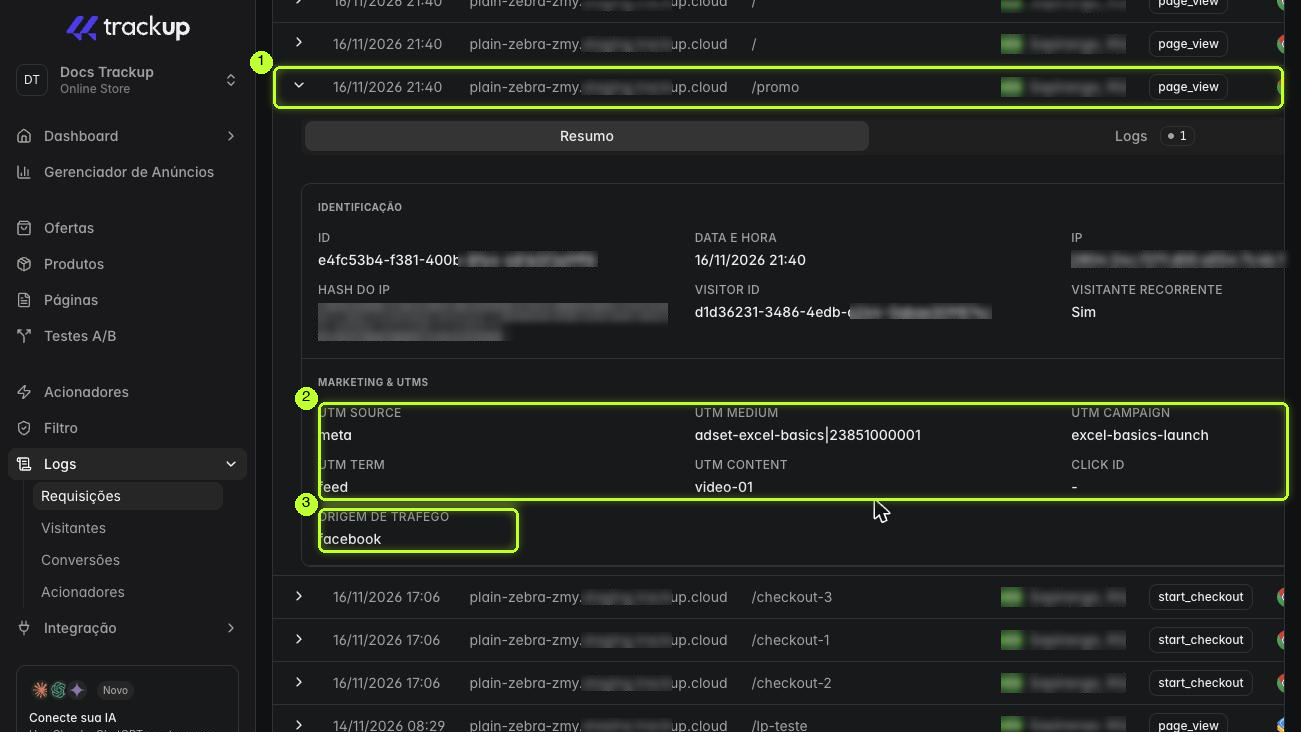 trackup
DT
Docs Trackup
Online Store
Dashboard
Gerenciador de Anúncios
Ofertas
Produtos
Páginas
Testes A/B
Acionadores
Filtro
Logs
Requisições
Visitantes
Conversões
Acionadores
Integração
Novo
Conecte sua IA
16/11/2026 21:40 / page_view
16/11/2026 21:40 plain-zebra-zmy. up.cloud / page_view
1
16/11/2026 21:40 plain-zebra-zmy. up.cloud /promo page_view
Resumo
Logs 1
IDENTIFICAÇÃO
ID DATA E HORA IP
e4fc53b4-f381-400b 16/11/2026 21:40
HASH DO IP VISITOR ID VISITANTE RECORRENTE
d1d36231-3486-4edb- Sim
MARKETING & UTMS
2
UTM SOURCE UTM MEDIUM UTM CAMPAIGN
meta adset-excel-basics|23851000001 excel-basics-launch
UTM TERM UTM CONTENT CLICK ID
feed video-01 -
3
ORIGEM DE TRÁFEGO
facebook
16/11/2026 17:06 plain-zebra-zmy. up.cloud /checkout-3 start_checkout
16/11/2026 17:06 plain-zebra-zmy. up.cloud /checkout-1 start_checkout
16/11/2026 17:06 plain-zebra-zmy. up.cloud /checkout-2 start_checkout
14/11/2026 08:29 plain-zebra-zmy. up.cloud /lp-teste page_view